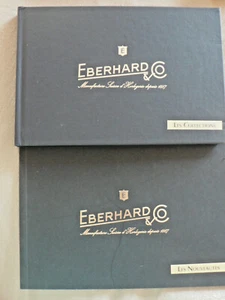 E
EBERHARD
& CO
Manufacture Suisse d'Horlogerie depuis 1887
LES COLLECTIONS
E
EBERHARD
& CO
Manufacture Suisse d'Horlogerie depuis 1887
LES NOUVEAUTÉS